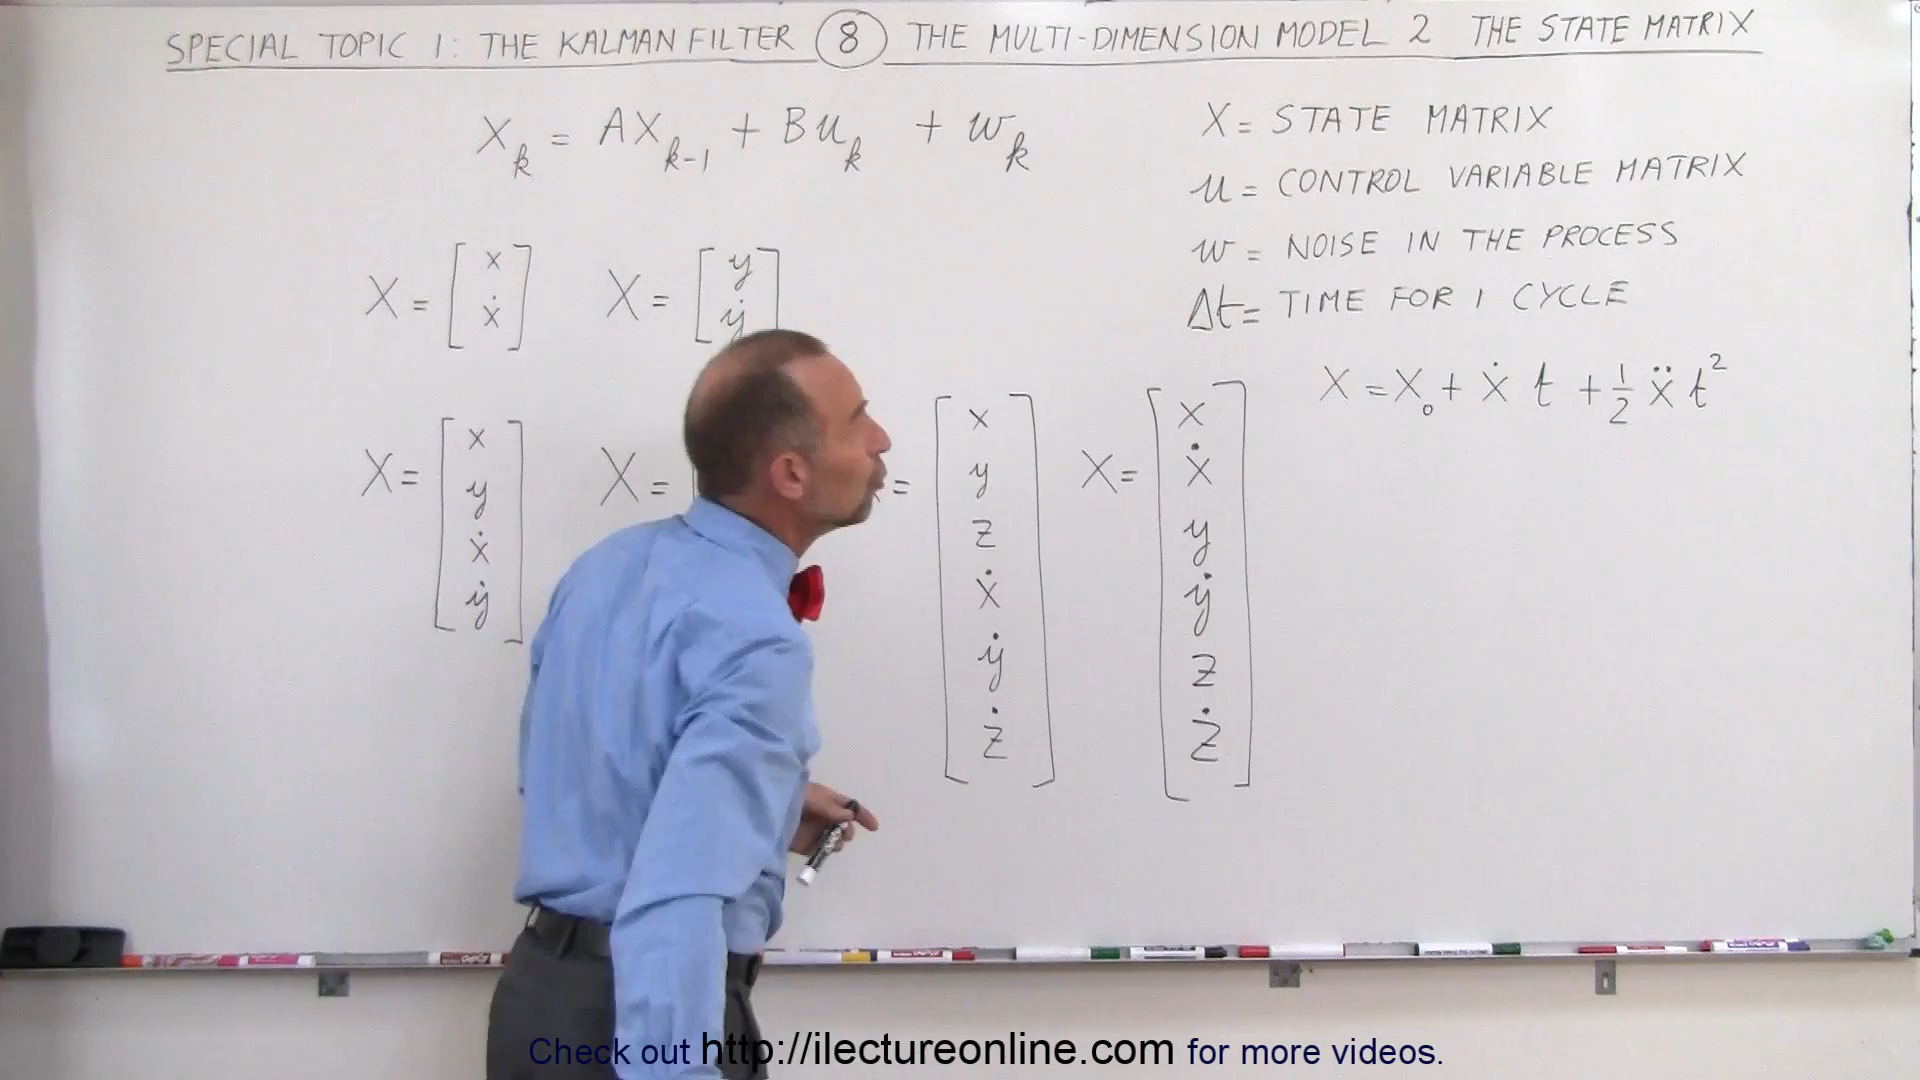 SPECIAL TOPIC 1: THE KALMAN FILTER 8 THE MULTI-DIMENSION MODEL 2 THE STATE MATRIX
X_k = AX_{k-1} + Bu_k + w_k
X = STATE MATRIX
u = CONTROL VARIABLE MATRIX
w = NOISE IN THE PROCESS
Δt = TIME FOR 1 CYCLE
X = [x ẋ]
X = [y ẏ]
X = X₀ + ẋ t + ½ ẍ t²
X = [x y ẋ ẏ]
X =
= [x y z ẋ ẏ ż]
X = [x ẋ y ẏ z ż]
Check out http://ilectureonline.com for more videos.